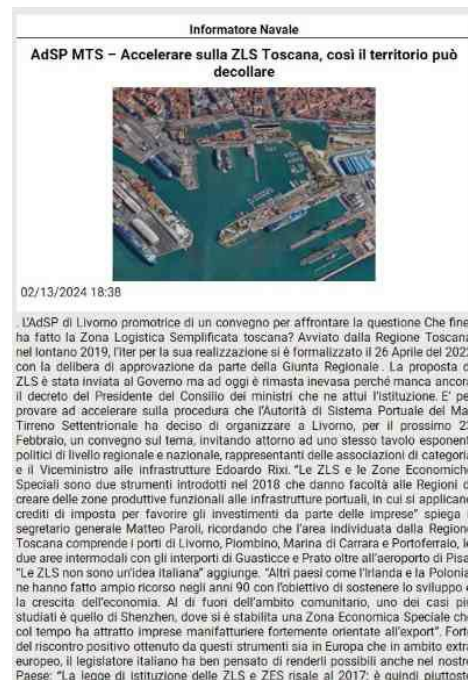 Informatore Navale
AdSP MTS – Accelerare sulla ZLS Toscana, così il territorio può
decollare
02/13/2024 18:38
. L'AdSP di Livorno promotrice di un convegno per affrontare la questione Che fine
ha fatto la Zona Logistica Semplificata toscana? Avviato dalla Regione Toscana
nel lontano 2019, l'iter per la sua realizzazione si è formalizzato il 26 Aprile del 2022
con la delibera di approvazione da parte della Giunta Regionale . La proposta d
ZLS è stata inviata al Governo ma ad oggi è rimasta inevasa perché manca ancora
il decreto del Presidente del Consilio dei ministri che ne attui l'istituzione. E' pe
provare ad accelerare sulla procedura che l'Autorità di Sistema Portuale del Ma
Tirreno Settentrionale ha deciso di organizzare a Livorno, per il prossimo 23
Febbraio, un convegno sul tema, invitando attorno ad uno stesso tavolo esponent
politici di livello regionale e nazionale, rappresentanti delle associazioni di categoria
e il Viceministro alle infrastrutture Edoardo Rixi. "Le ZLS e le Zone Economiche
Speciali sono due strumenti introdotti nel 2018 che danno facoltà alle Regioni d
creare delle zone produttive funzionali alle infrastrutture portuali, in cui si applicano
crediti di imposta per favorire gli investimenti da parte delle imprese" spiega i
segretario generale Matteo Paroli, ricordando che l'area individuata dalla Regione
Toscana comprende i porti di Livorno, Piombino, Marina di Carrara e Portoferraio, le
due aree intermodali con gli interporti di Guasticce e Prato oltre all'aeroporto di Pisa
"Le ZLS non sono un'idea italiana" aggiunge. "Altri paesi come l'Irlanda e la Polonia
ne hanno fatto ampio ricorso negli anni 90 con l'obiettivo di sostenere lo sviluppo e
la crescita dell'economia. Al di fuori dell'ambito comunitario, uno dei casi più
studiati è quello di Shenzhen, dove si è stabilita una Zona Economica Speciale che
col tempo ha attratto imprese manifatturiere fortemente orientate all'export". Forte
del riscontro positivo ottenuto da questi strumenti sia in Europa che in ambito extra
europeo, il legislatore italiano ha ben pensato di renderli possibili anche nel nostro
Paese: "La legge di istituzione delle ZLS e ZES risale al 2017; è quindi piuttosto